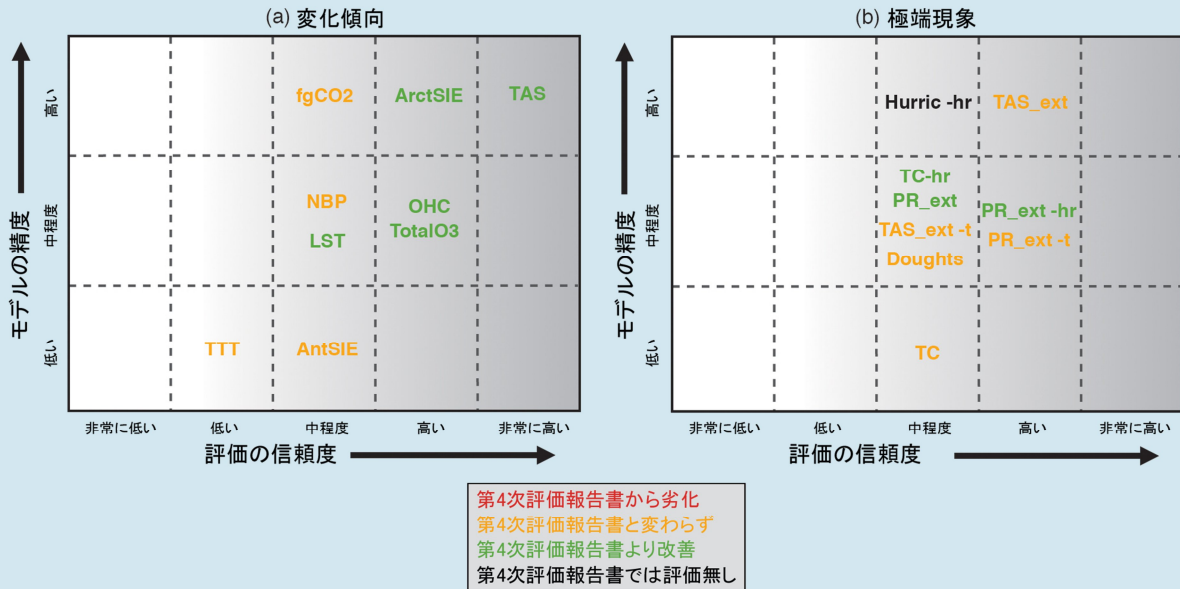 (a) 変化傾向
モデルの精度
高い
中程度
低い
fgCO2
ArctSIE
TAS
NBP
LST
OHC
TotalO3
TTT
AntSIE
非常に低い
低い
中程度
高い
非常に高い
評価の信頼度
(b) 極端現象
モデルの精度
高い
中程度
低い
Hurric -hr
TAS_ext
TC-hr
PR_ext
TAS_ext -t
Doughts
PR_ext -hr
PR_ext -t
TC
非常に低い
低い
中程度
高い
非常に高い
評価の信頼度
第4次評価報告書から劣化
第4次評価報告書と変わらず
第4次評価報告書より改善
第4次評価報告書では評価無し